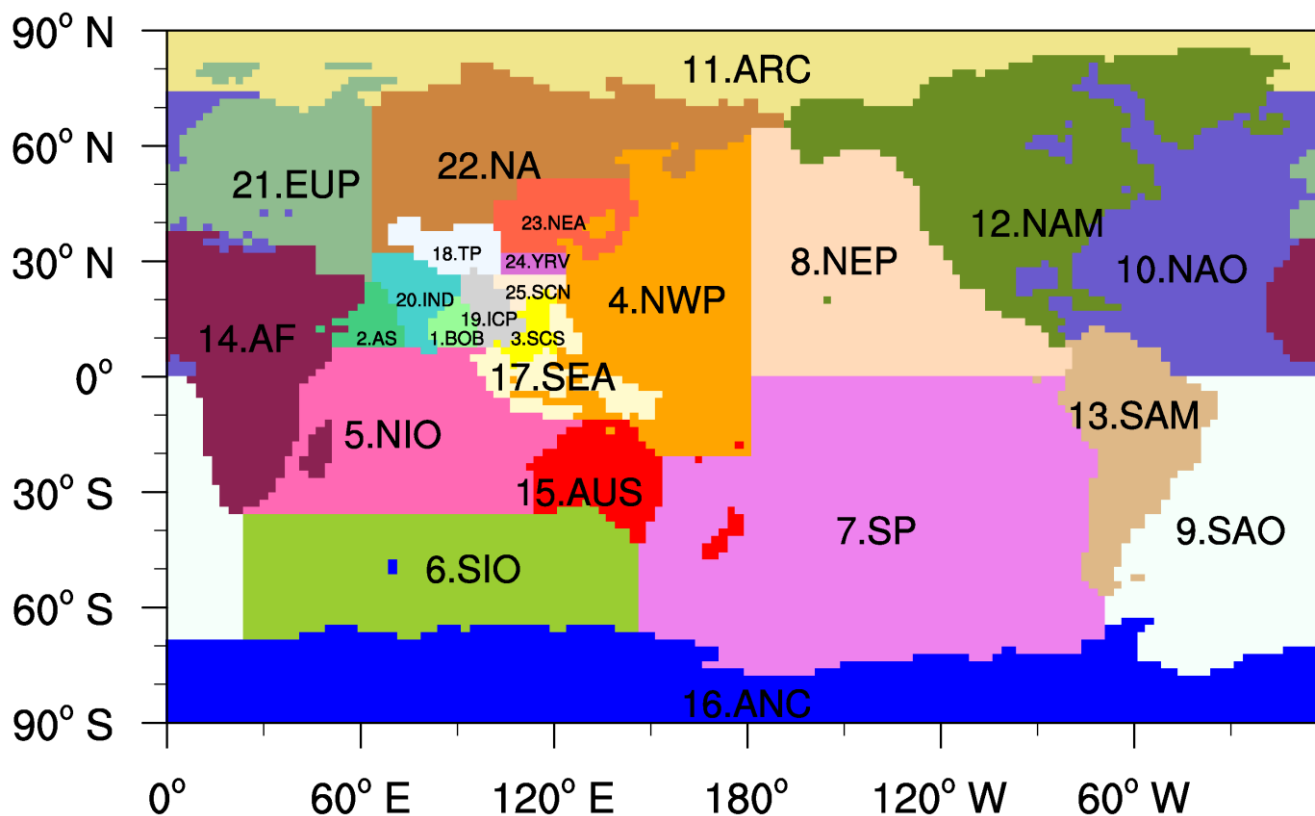 90° N
11.ARC
60° N
22.NA
21.EUP
23.NEA
12.NAM
18.TP
24.YRV
30° N
8.NEP
10.NAO
25.SCN
20.IND
4.NWP
19.ICP
14.AF
2.AS
1.BOB
3.SCS
0°
17.SEA
13.SAM
5.NIO
30° S
15.AUS
7.SP
9.SAO
6.SIO
60° S
16.ANC
90° S
0°
60° E
120° E
180°
120° W
60° W